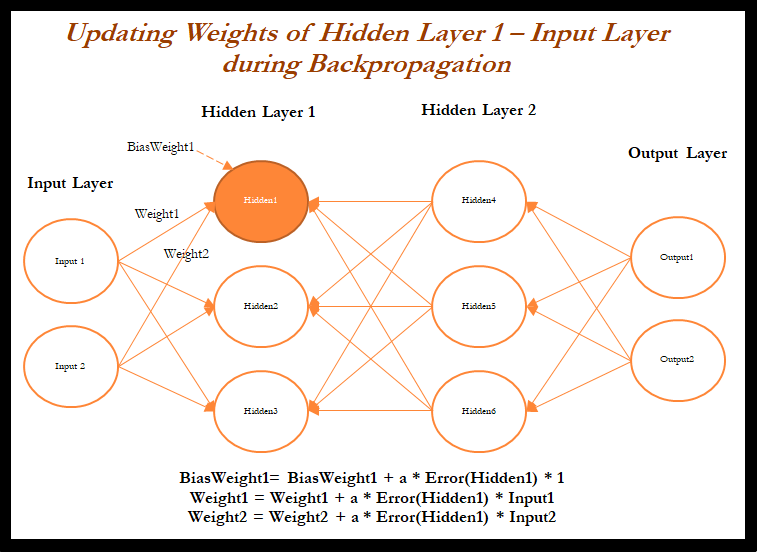 Updating Weights of Hidden Layer 1 – Input Layer
during Backpropagation
Hidden Layer 1
Hidden Layer 2
Output Layer
Input Layer
BiasWeight1
Weight1
Weight2
Hidden1
Hidden4
Input 1
Output1
Hidden2
Hidden5
Input 2
Output2
Hidden3
Hidden6
BiasWeight1= BiasWeight1 + a * Error(Hidden1) * 1
Weight1 = Weight1 + a * Error(Hidden1) * Input1
Weight2 = Weight2 + a * Error(Hidden1) * Input2